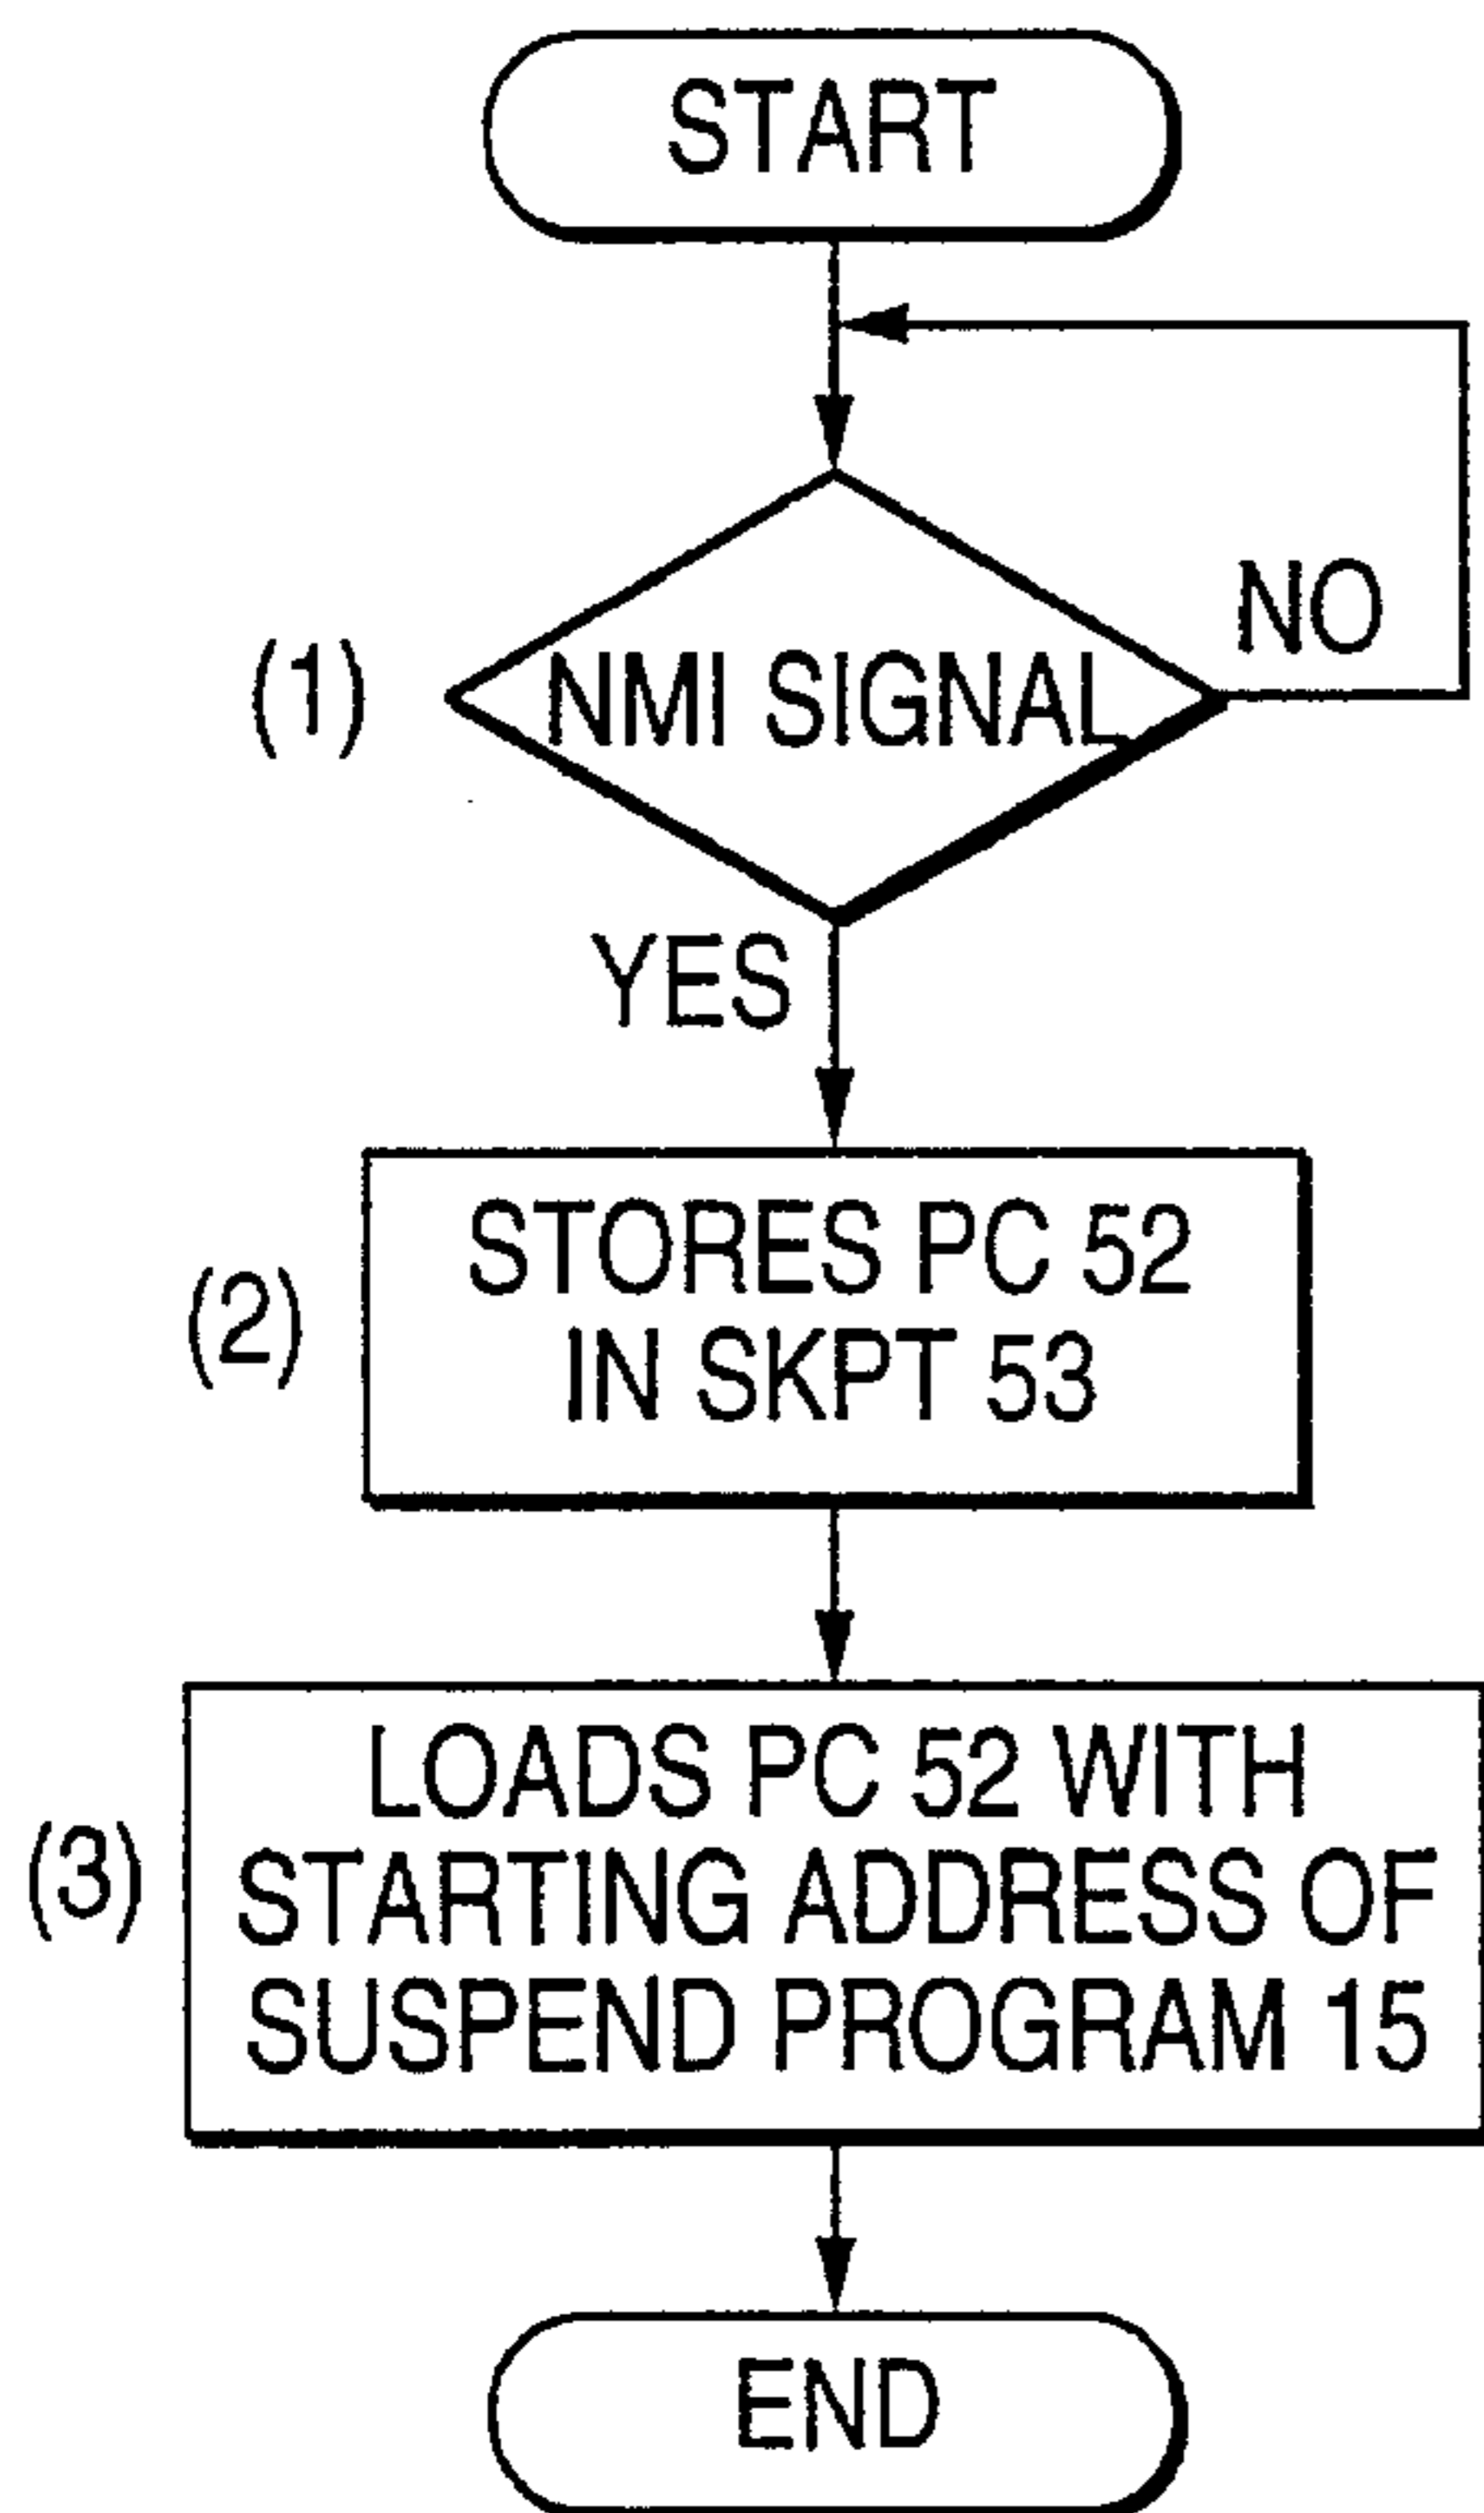 START
NO
(1)
NMI SIGNAL
YES
(2)
STORES PC 52
IN SKPT 53
(3)
LOADS PC 52 WITH
STARTING ADDRESS OF
SUSPEND PROGRAM 15
END